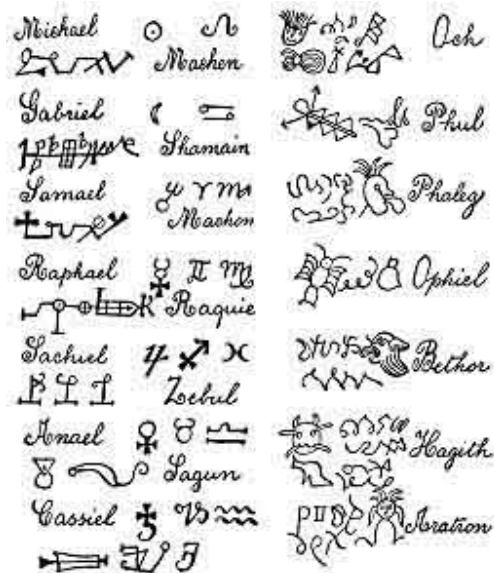 Michael ☉ ♌
Machen
Gabriel ☾ ♋
Shamain
Samael ♂ ♈ ♏
Machon
Raphael ☿ ♊ ♍
Raquie
Sachiel ♃ ♐ ♓
Zebul
Anael ♀ ♉ ♎
Sagun
Cassiel ♄ ♑ ♒
Och
Phul
Phaleg
Ophiel
Bethor
Hagith
Aratron